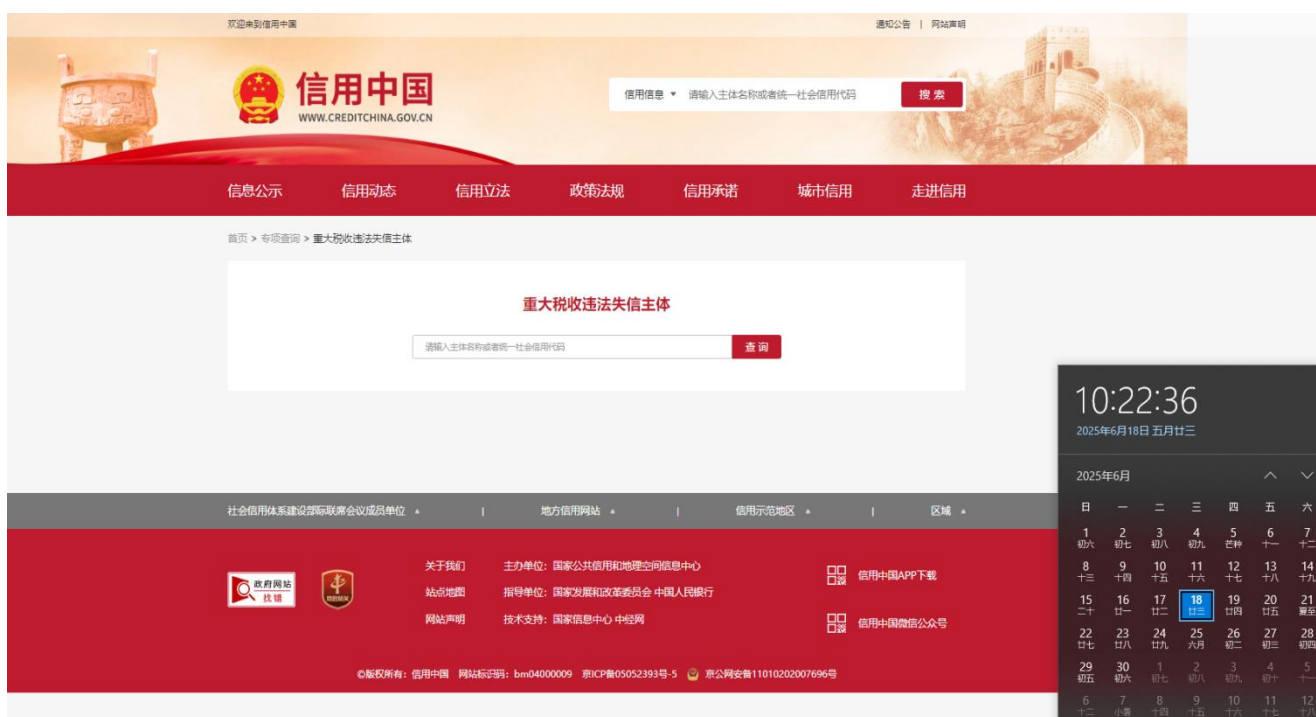 欢迎来到信用中国
通知公告 | 网站声明
信用中国
WWW.CREDITCHINA.GOV.CN
信用信息 ▼ 请输入主体名称或者统一社会信用代码 搜 索
信息公示 信用动态 信用立法 政策法规 信用承诺 城市信用 走进信用
首页 > 专项查询 > 重大税收违法失信主体
重大税收违法失信主体
请输入主体名称或者统一社会信用代码 查 询
社会信用体系建设部际联席会议成员单位 | 地方信用网站 | 信用示范地区 | 区域
政府网站
找错
关于我们 主办单位：国家公共信用和地理空间信息中心
站点地图 指导单位：国家发展和改革委员会 中国人民银行
网站声明 技术支持：国家信息中心 中经网
信用中国APP下载
信用中国微信公众号
©版权所有：信用中国 网站标识码：bm04000009 京ICP备05052393号-5 京公网安备11010202007696号
10:22:36
2025年6月18日 五月廿三
2025年6月
日 一 二 三 四 五 六
1 2 3 4 5 6 7
初六 初七 初八 初九 芒种 十一 十二
8 9 10 11 12 13 14
十三 十四 十五 十六 十七 十八 十九
15 16 17 18 19 20 21
二十 廿一 廿二 廿三 廿四 廿五 夏至
22 23 24 25 26 27 28
廿七 廿八 廿九 六月 初二 初三 初四
29 30 1 2 3 4 5
初五 初六 初七 初八 初九 初十 十一
6 7 8 9 10 11 12
十二 小暑 十四 十五 十六 十七 十八